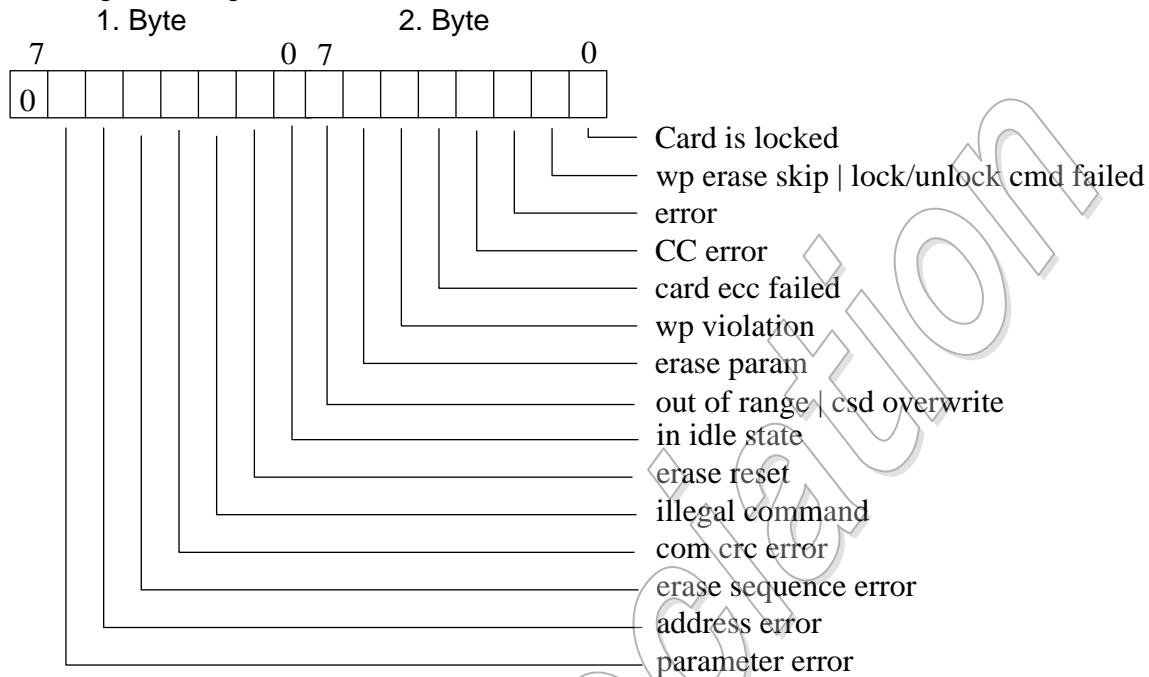 1. Byte 2. Byte
7 0 7 0
0
Card is locked
wp erase skip | lock/unlock cmd failed
error
CC error
card ecc failed
wp violation
erase param
out of range | csd overwrite
in idle state
erase reset
illegal command
com crc error
erase sequence error
address error
parameter error